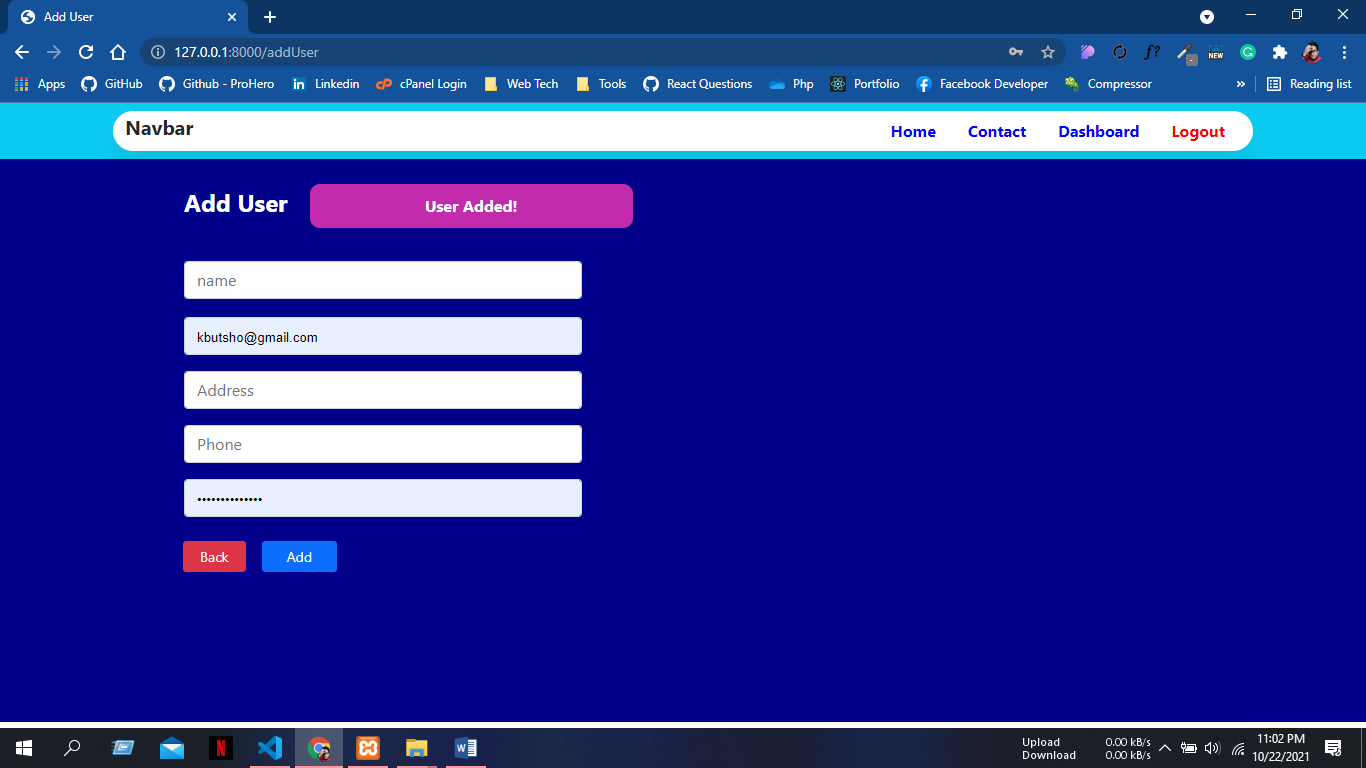 Add User
127.0.0.1:8000/addUser
f?
NEW
Apps GitHub Github - ProHero Linkedin cPanel Login Web Tech Tools React Questions Php Portfolio Facebook Developer Compressor » Reading list
Navbar Home Contact Dashboard Logout
Add User User Added!
name
kbutsho@gmail.com
Address
Phone
••••••••••••••
Back Add
Upload 0.00 kB/s 11:02 PM
Download 0.00 kB/s 10/22/2021